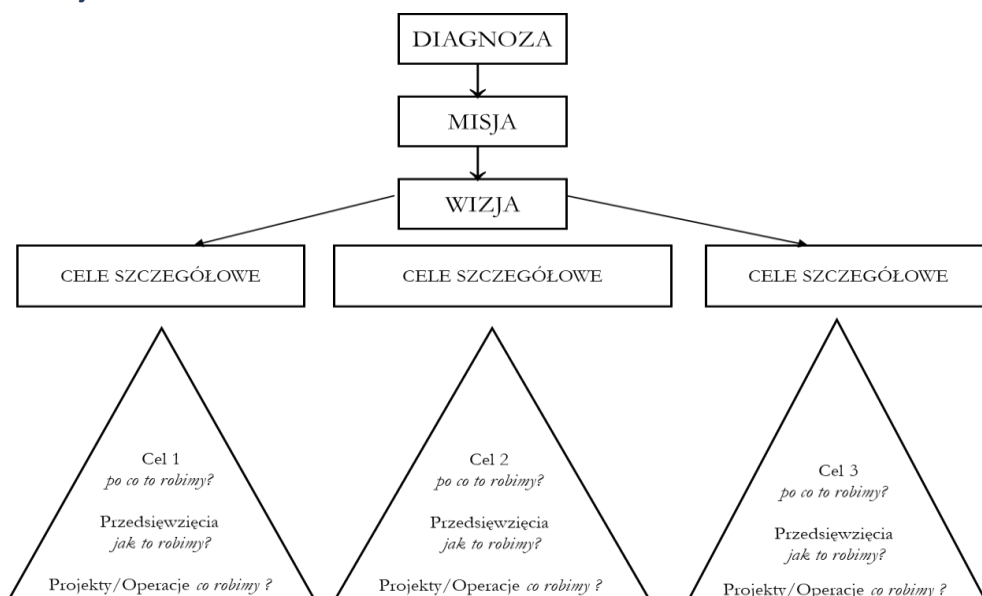 DIAGNOZA
MISJA
WIZJA
CELE SZCZEGÓŁOWE
CELE SZCZEGÓŁOWE
CELE SZCZEGÓŁOWE
Cel 1
po co to robimy?
Przedsięwzięcia
jak to robimy?
Projekty/Operacje co robimy ?
Cel 2
po co to robimy?
Przedsięwzięcia
jak to robimy?
Projekty/Operacje co robimy ?
Cel 3
po co to robimy?
Przedsięwzięcia
jak to robimy?
Projekty/Operacje co robimy ?